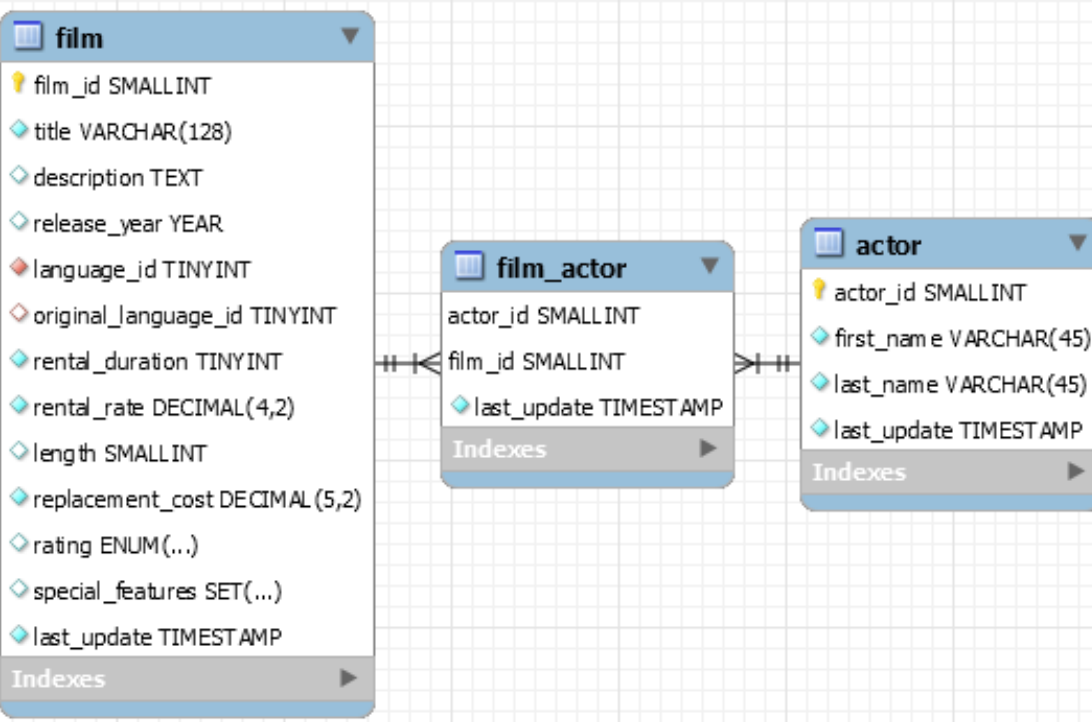 film
film_id SMALLINT
title VARCHAR(128)
description TEXT
release_year YEAR
language_id TINYINT
original_language_id TINYINT
rental_duration TINYINT
rental_rate DECIMAL(4,2)
length SMALLINT
replacement_cost DECIMAL(5,2)
rating ENUM(...)
special_features SET(...)
last_update TIMESTAMP
Indexes
film_actor
actor_id SMALLINT
film_id SMALLINT
last_update TIMESTAMP
Indexes
actor
actor_id SMALLINT
first_name VARCHAR(45)
last_name VARCHAR(45)
last_update TIMESTAMP
Indexes